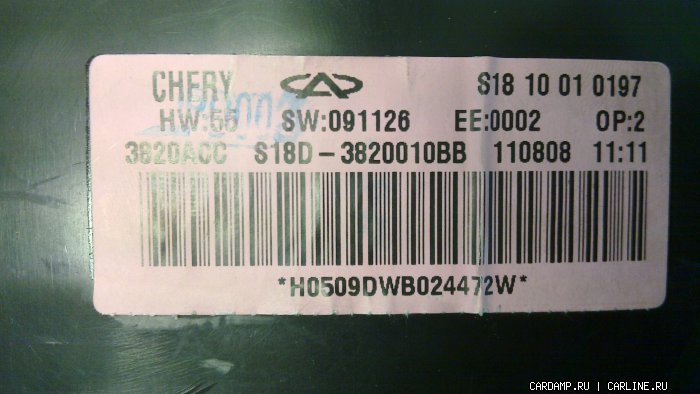 CHERY S18 10 01 0197
HW:55 SW:091126 EE:0002 OP:2
3820ACC S18D-3820010BB 110808 11:11
*H0509DWB024472W*
CARDAMP.RU | CARLINE.RU